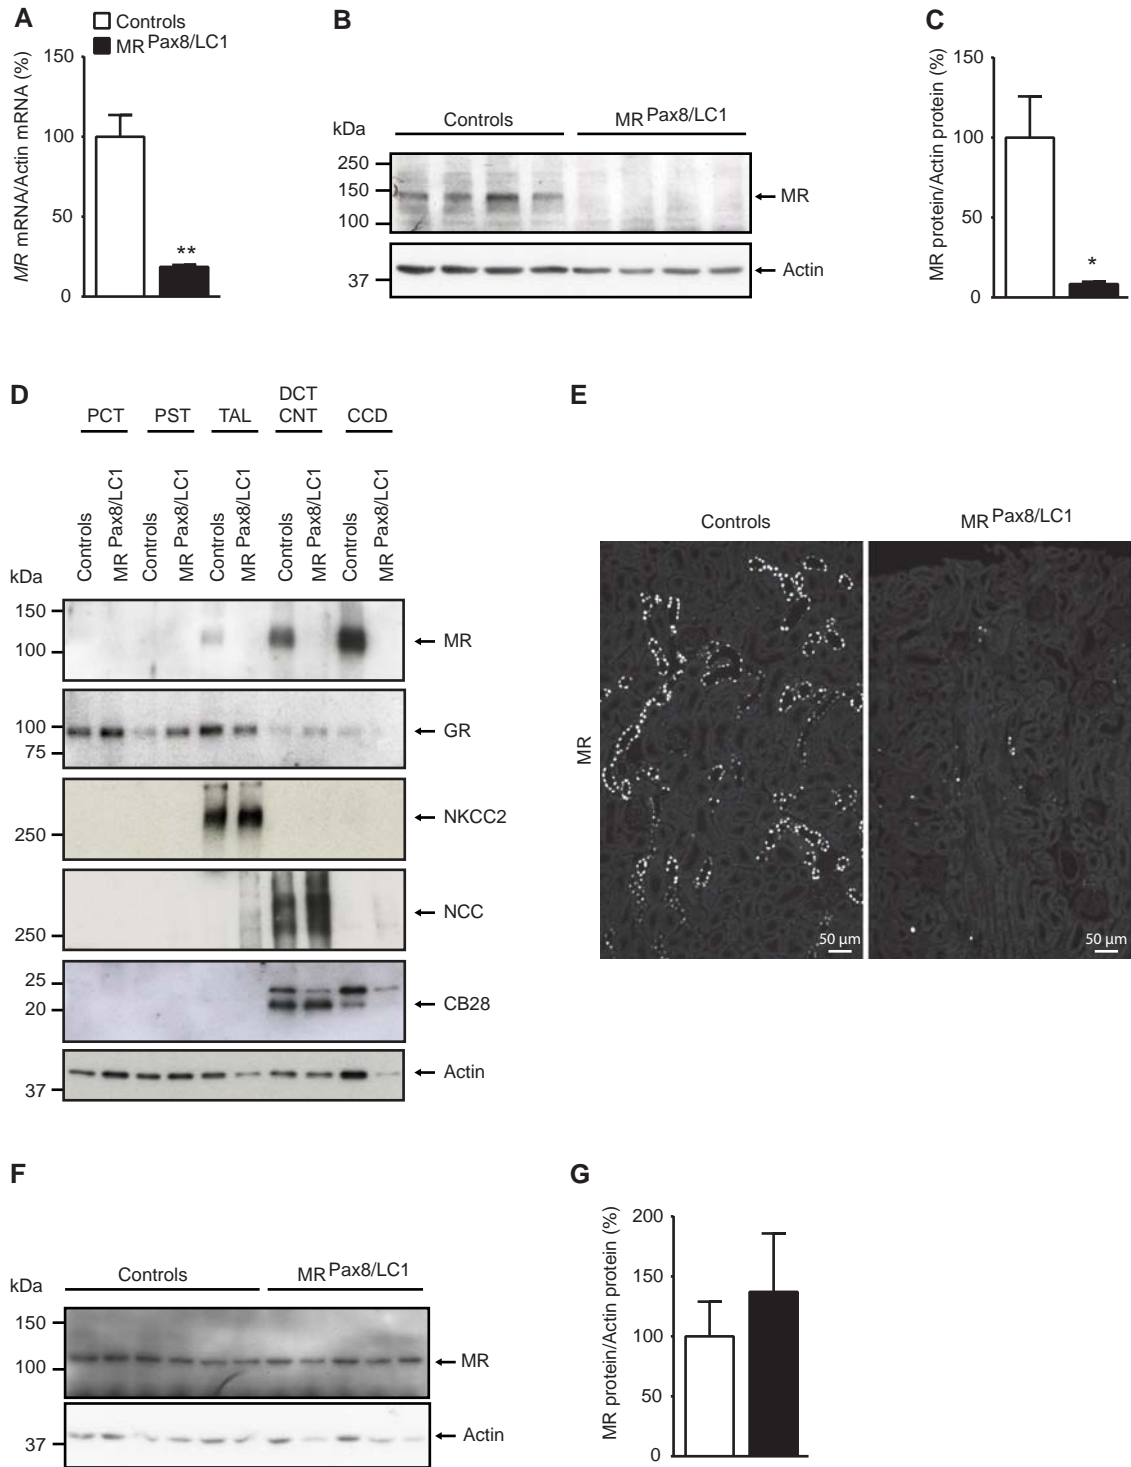 A
Controls
MR Pax8/LC1
MR mRNA/Actin mRNA (%)
150
100
50
0
**
B
kDa
Controls
MR Pax8/LC1
250
150
100
MR
37
Actin
C
MR protein/Actin protein (%)
150
100
50
0
*
D
PCT
PST
TAL
DCT
CNT
CCD
kDa
Controls
MR Pax8/LC1
Controls
MR Pax8/LC1
Controls
MR Pax8/LC1
Controls
MR Pax8/LC1
Controls
MR Pax8/LC1
150
100
MR
100
75
GR
250
NKCC2
250
NCC
25
20
CB28
37
Actin
E
Controls
MR Pax8/LC1
MR
50 µm
50 µm
F
kDa
Controls
MR Pax8/LC1
150
100
MR
37
Actin
G
MR protein/Actin protein (%)
200
150
100
50
0